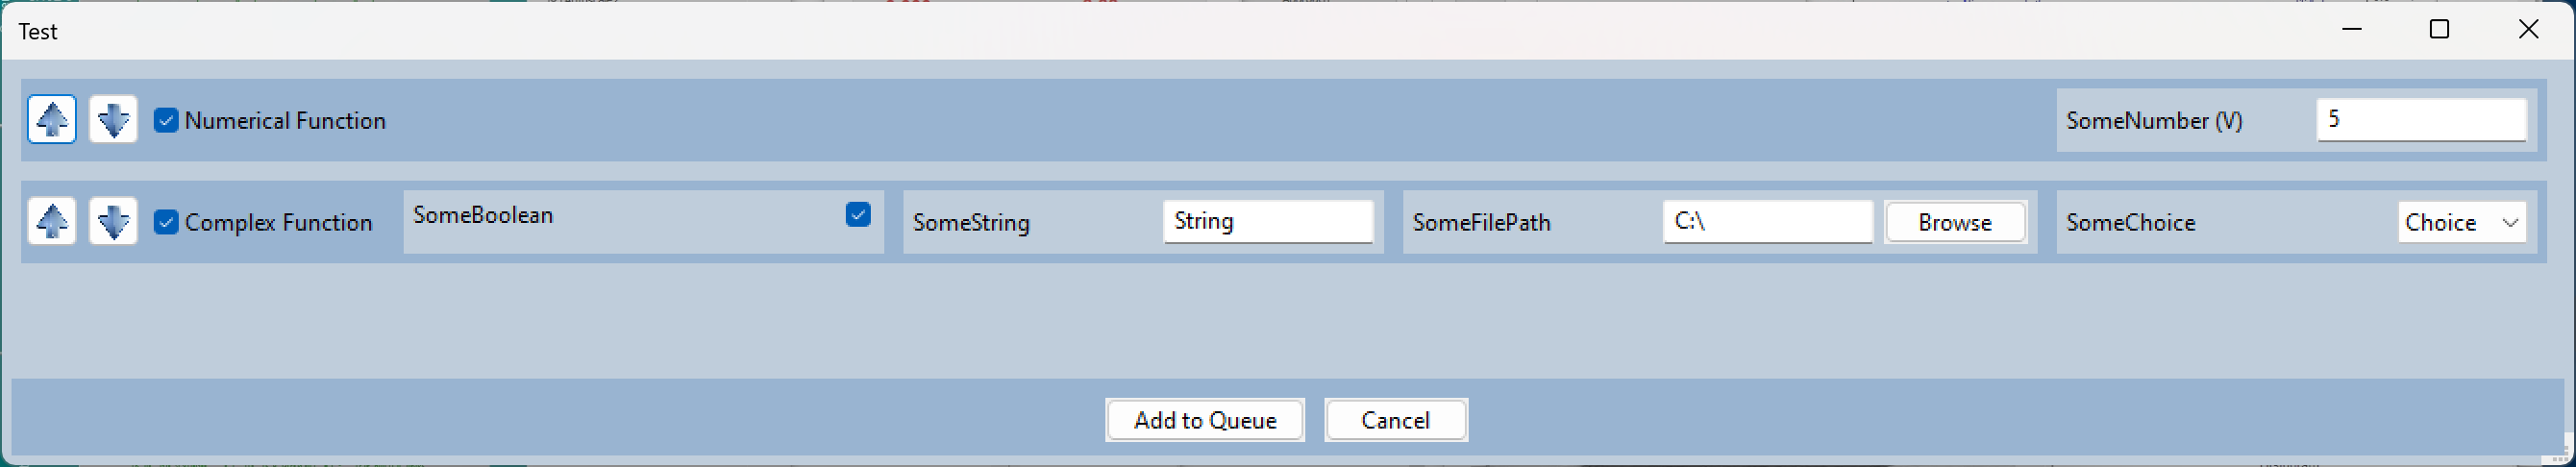 Test
Numerical Function SomeNumber (V) 5
Complex Function SomeBoolean SomeString String SomeFilePath C:\ Browse SomeChoice Choice
Add to Queue Cancel